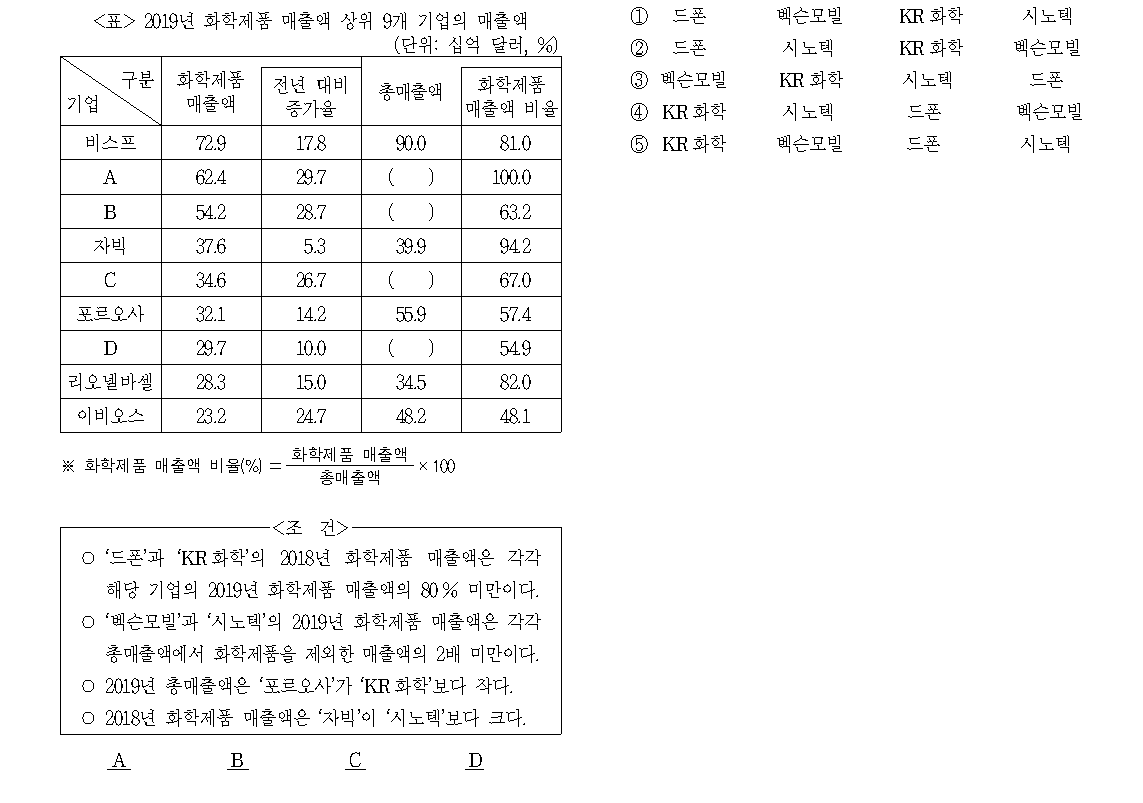 <표> 2019년 화학제품 매출액 상위 9개 기업의 매출액
(단위: 십억 달러, %)
구분 기업 화학제품 매출액 전년 대비 증가율 총매출액 화학제품 매출액 비율
비스프 72.9 17.8 90.0 81.0
A 62.4 29.7 ( ) 100.0
B 54.2 28.7 ( ) 63.2
자빅 37.6 5.3 39.9 94.2
C 34.6 26.7 ( ) 67.0
포르오사 32.1 14.2 55.9 57.4
D 29.7 10.0 ( ) 54.9
리오넬바셀 28.3 15.0 34.5 82.0
이비오스 23.2 24.7 48.2 48.1
※ 화학제품 매출액 비율(%) = 화학제품 매출액 / 총매출액 × 100
<조 건>
○ ‘드폰’과 ‘KR화학’의 2018년 화학제품 매출액은 각각
해당 기업의 2019년 화학제품 매출액의 80% 미만이다.
○ ‘벡슨모빌’과 ‘시노텍’의 2019년 화학제품 매출액은 각각
총매출액에서 화학제품을 제외한 매출액의 2배 미만이다.
○ 2019년 총매출액은 ‘포르오사’가 ‘KR화학’보다 작다.
○ 2018년 화학제품 매출액은 ‘자빅’이 ‘시노텍’보다 크다.
A B C D
① 드폰 벡슨모빌 KR화학 시노텍
② 드폰 시노텍 KR화학 벡슨모빌
③ 벡슨모빌 KR화학 시노텍 드폰
④ KR화학 시노텍 드폰 벡슨모빌
⑤ KR화학 벡슨모빌 드폰 시노텍